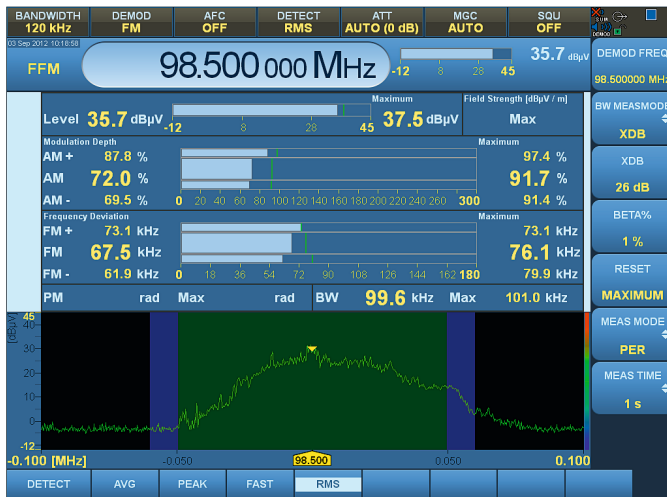 BANDWIDTH DEMOD AFC DETECT ATT MGC SQU
120 kHz FM OFF RMS AUTO (0 dB) AUTO OFF
SUM
DEMOD
03 Sep 2012 10:18:58
FFM 98.500 000 MHz -12 8 28 45 35.7 dBµV
DEMOD FREQ
98.500000 MHz
Maximum Field Strength [dBµV / m]
Level 35.7 dBµV -12 8 28 45 37.5 dBµV Max
BW MEASMODE
XDB
Modulation Depth Maximum
AM + 87.8 % 97.4 %
AM 72.0 % 91.7 %
AM - 69.5 % 0 20 40 60 80 100 120 140 160 180 200 220 240 260 300 91.4 %
XDB
26 dB
Frequency Deviation Maximum
FM + 73.1 kHz 73.1 kHz
FM 67.5 kHz 76.1 kHz
FM - 61.9 kHz 0 18 36 54 72 90 108 126 144 162 180 79.9 kHz
BETA%
1 %
RESET
MAXIMUM
PM rad Max rad BW 99.6 kHz Max 101.0 kHz
MEAS MODE
PER
MEAS TIME
1 s
[dBµV]
45
40
30
20
10
0
-12
-0.100 [MHz] -0.050 98.500 0.050 0.100
DETECT AVG PEAK FAST RMS